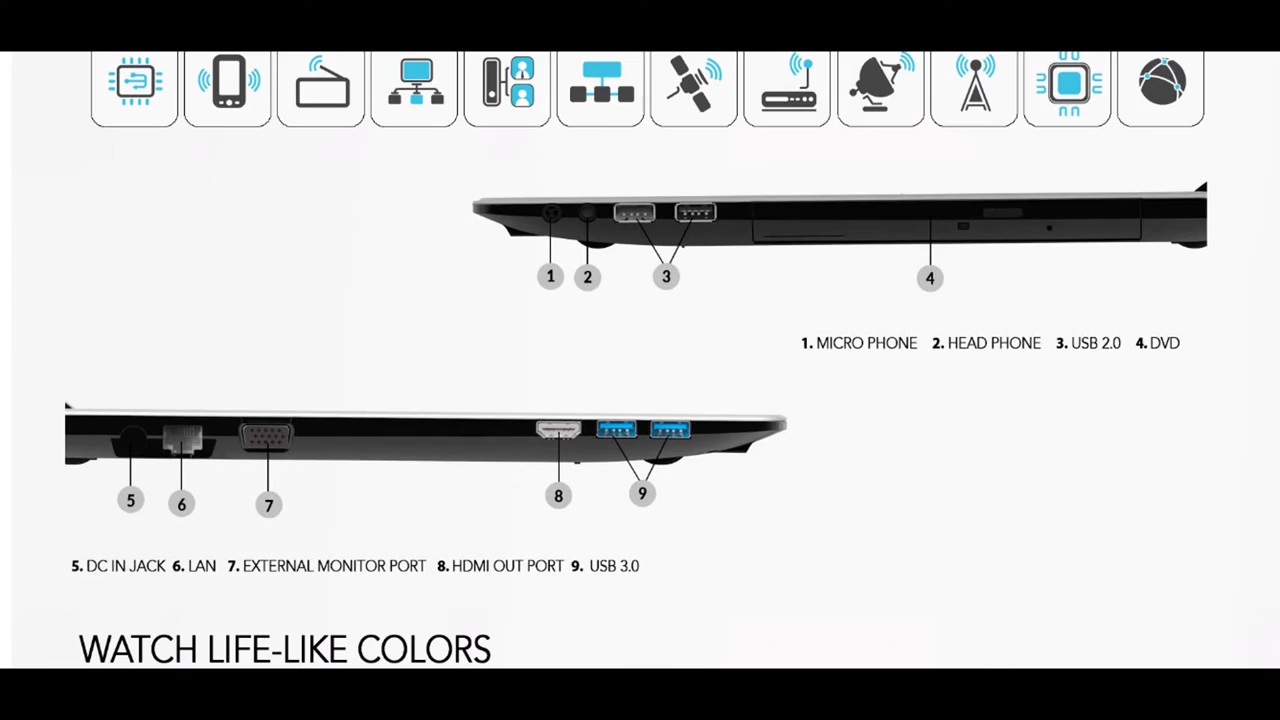 1 2 3 4
1. MICRO PHONE 2. HEAD PHONE 3. USB 2.0 4. DVD
5 6 7 8 9
5. DC IN JACK 6. LAN 7. EXTERNAL MONITOR PORT 8. HDMI OUT PORT 9. USB 3.0
WATCH LIFE-LIKE COLORS